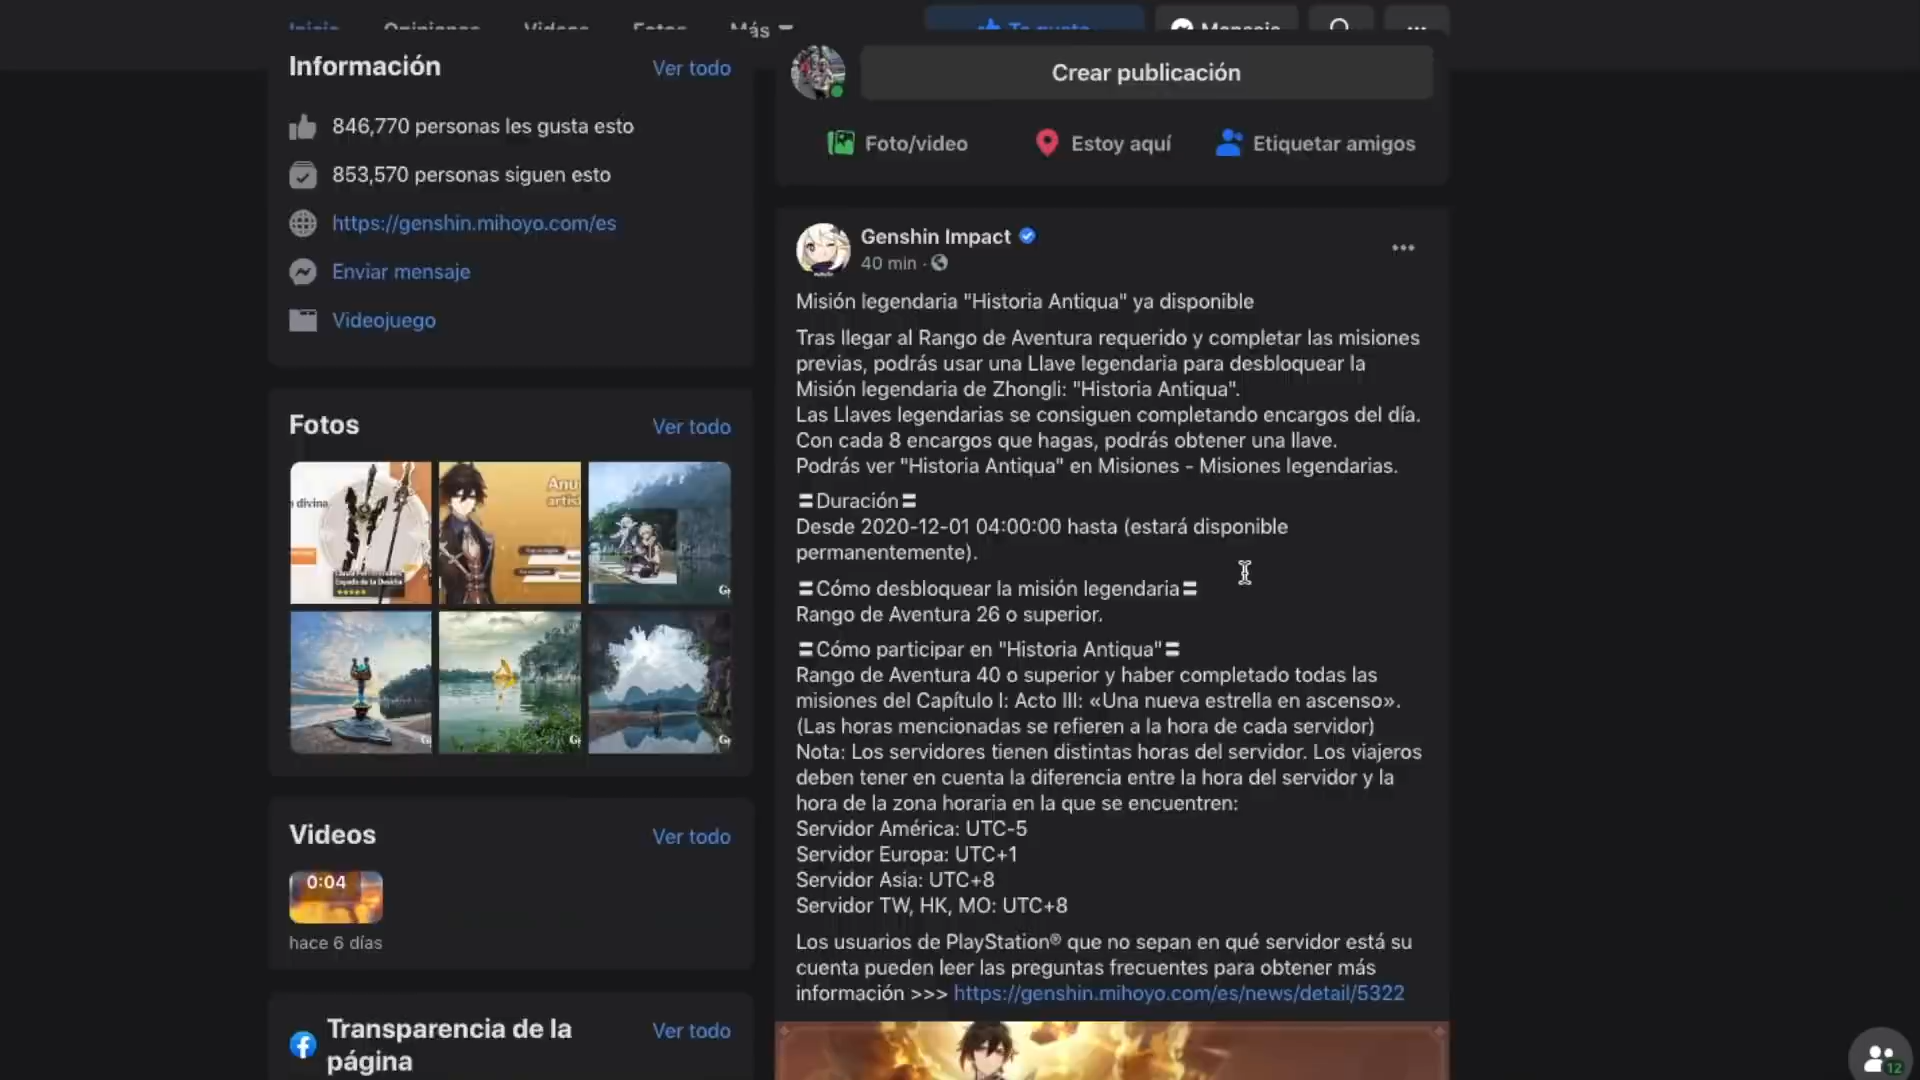 Inicio Opiniones Videos Fotos Más
Te gusta Mensaje
Información Ver todo
846,770 personas les gusta esto
853,570 personas siguen esto
https://genshin.mihoyo.com/es
Enviar mensaje
Videojuego
Fotos Ver todo
divina
Anu
artís
Videos Ver todo
0:04
hace 6 días
Transparencia de la
página
Ver todo
Crear publicación
Foto/video Estoy aquí Etiquetar amigos
Genshin Impact
40 min ·
Misión legendaria "Historia Antiqua" ya disponible
Tras llegar al Rango de Aventura requerido y completar las misiones
previas, podrás usar una Llave legendaria para desbloquear la
Misión legendaria de Zhongli: "Historia Antiqua".
Las Llaves legendarias se consiguen completando encargos del día.
Con cada 8 encargos que hagas, podrás obtener una llave.
Podrás ver "Historia Antiqua" en Misiones - Misiones legendarias.
〓Duración〓
Desde 2020-12-01 04:00:00 hasta (estará disponible
permanentemente).
〓Cómo desbloquear la misión legendaria〓
Rango de Aventura 26 o superior.
〓Cómo participar en "Historia Antiqua"〓
Rango de Aventura 40 o superior y haber completado todas las
misiones del Capítulo I: Acto III: «Una nueva estrella en ascenso».
(Las horas mencionadas se refieren a la hora de cada servidor)
Nota: Los servidores tienen distintas horas del servidor. Los viajeros
deben tener en cuenta la diferencia entre la hora del servidor y la
hora de la zona horaria en la que se encuentren:
Servidor América: UTC-5
Servidor Europa: UTC+1
Servidor Asia: UTC+8
Servidor TW, HK, MO: UTC+8
Los usuarios de PlayStation® que no sepan en qué servidor está su
cuenta pueden leer las preguntas frecuentes para obtener más
información >>> https://genshin.mihoyo.com/es/news/detail/5322
12